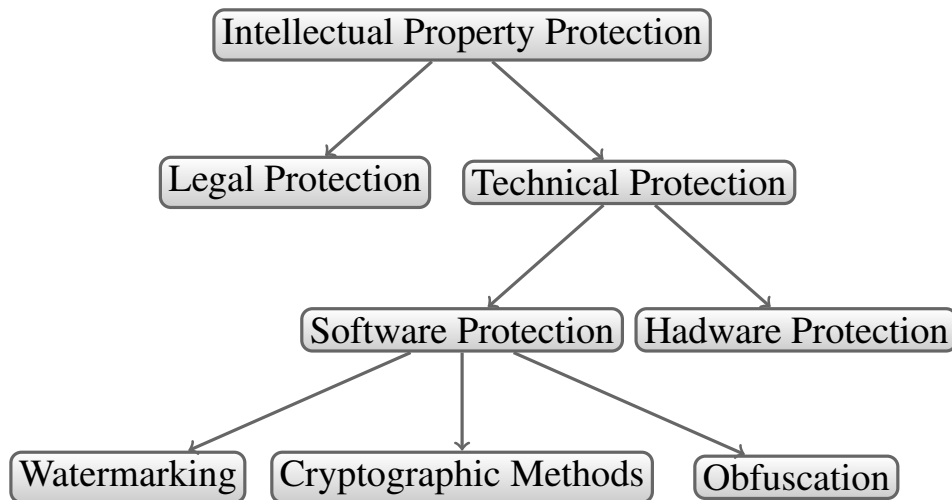 Intellectual Property Protection
Legal Protection
Technical Protection
Software Protection
Hadware Protection
Watermarking
Cryptographic Methods
Obfuscation